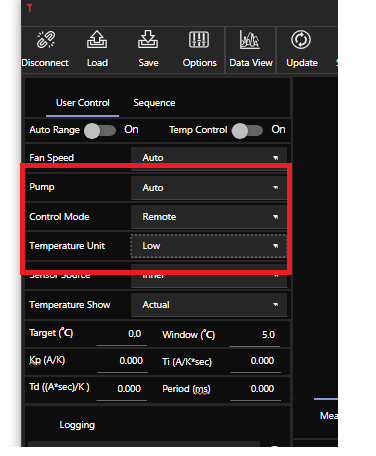 T
Disconnect Load Save Options Data View Update
User Control Sequence
Auto Range On Temp Control On
Fan Speed Auto
Pump Auto
Control Mode Remote
Temperature Unit Low
Sensor Source Inner
Temperature Show Actual
Target (℃) 0.0 Window (℃) 5.0
Kp (A/K) 0.000 Ti (A/K*sec) 0.000
Td ((A*sec)/K ) 0.000 Period (ms) 0.000
Logging
Mea